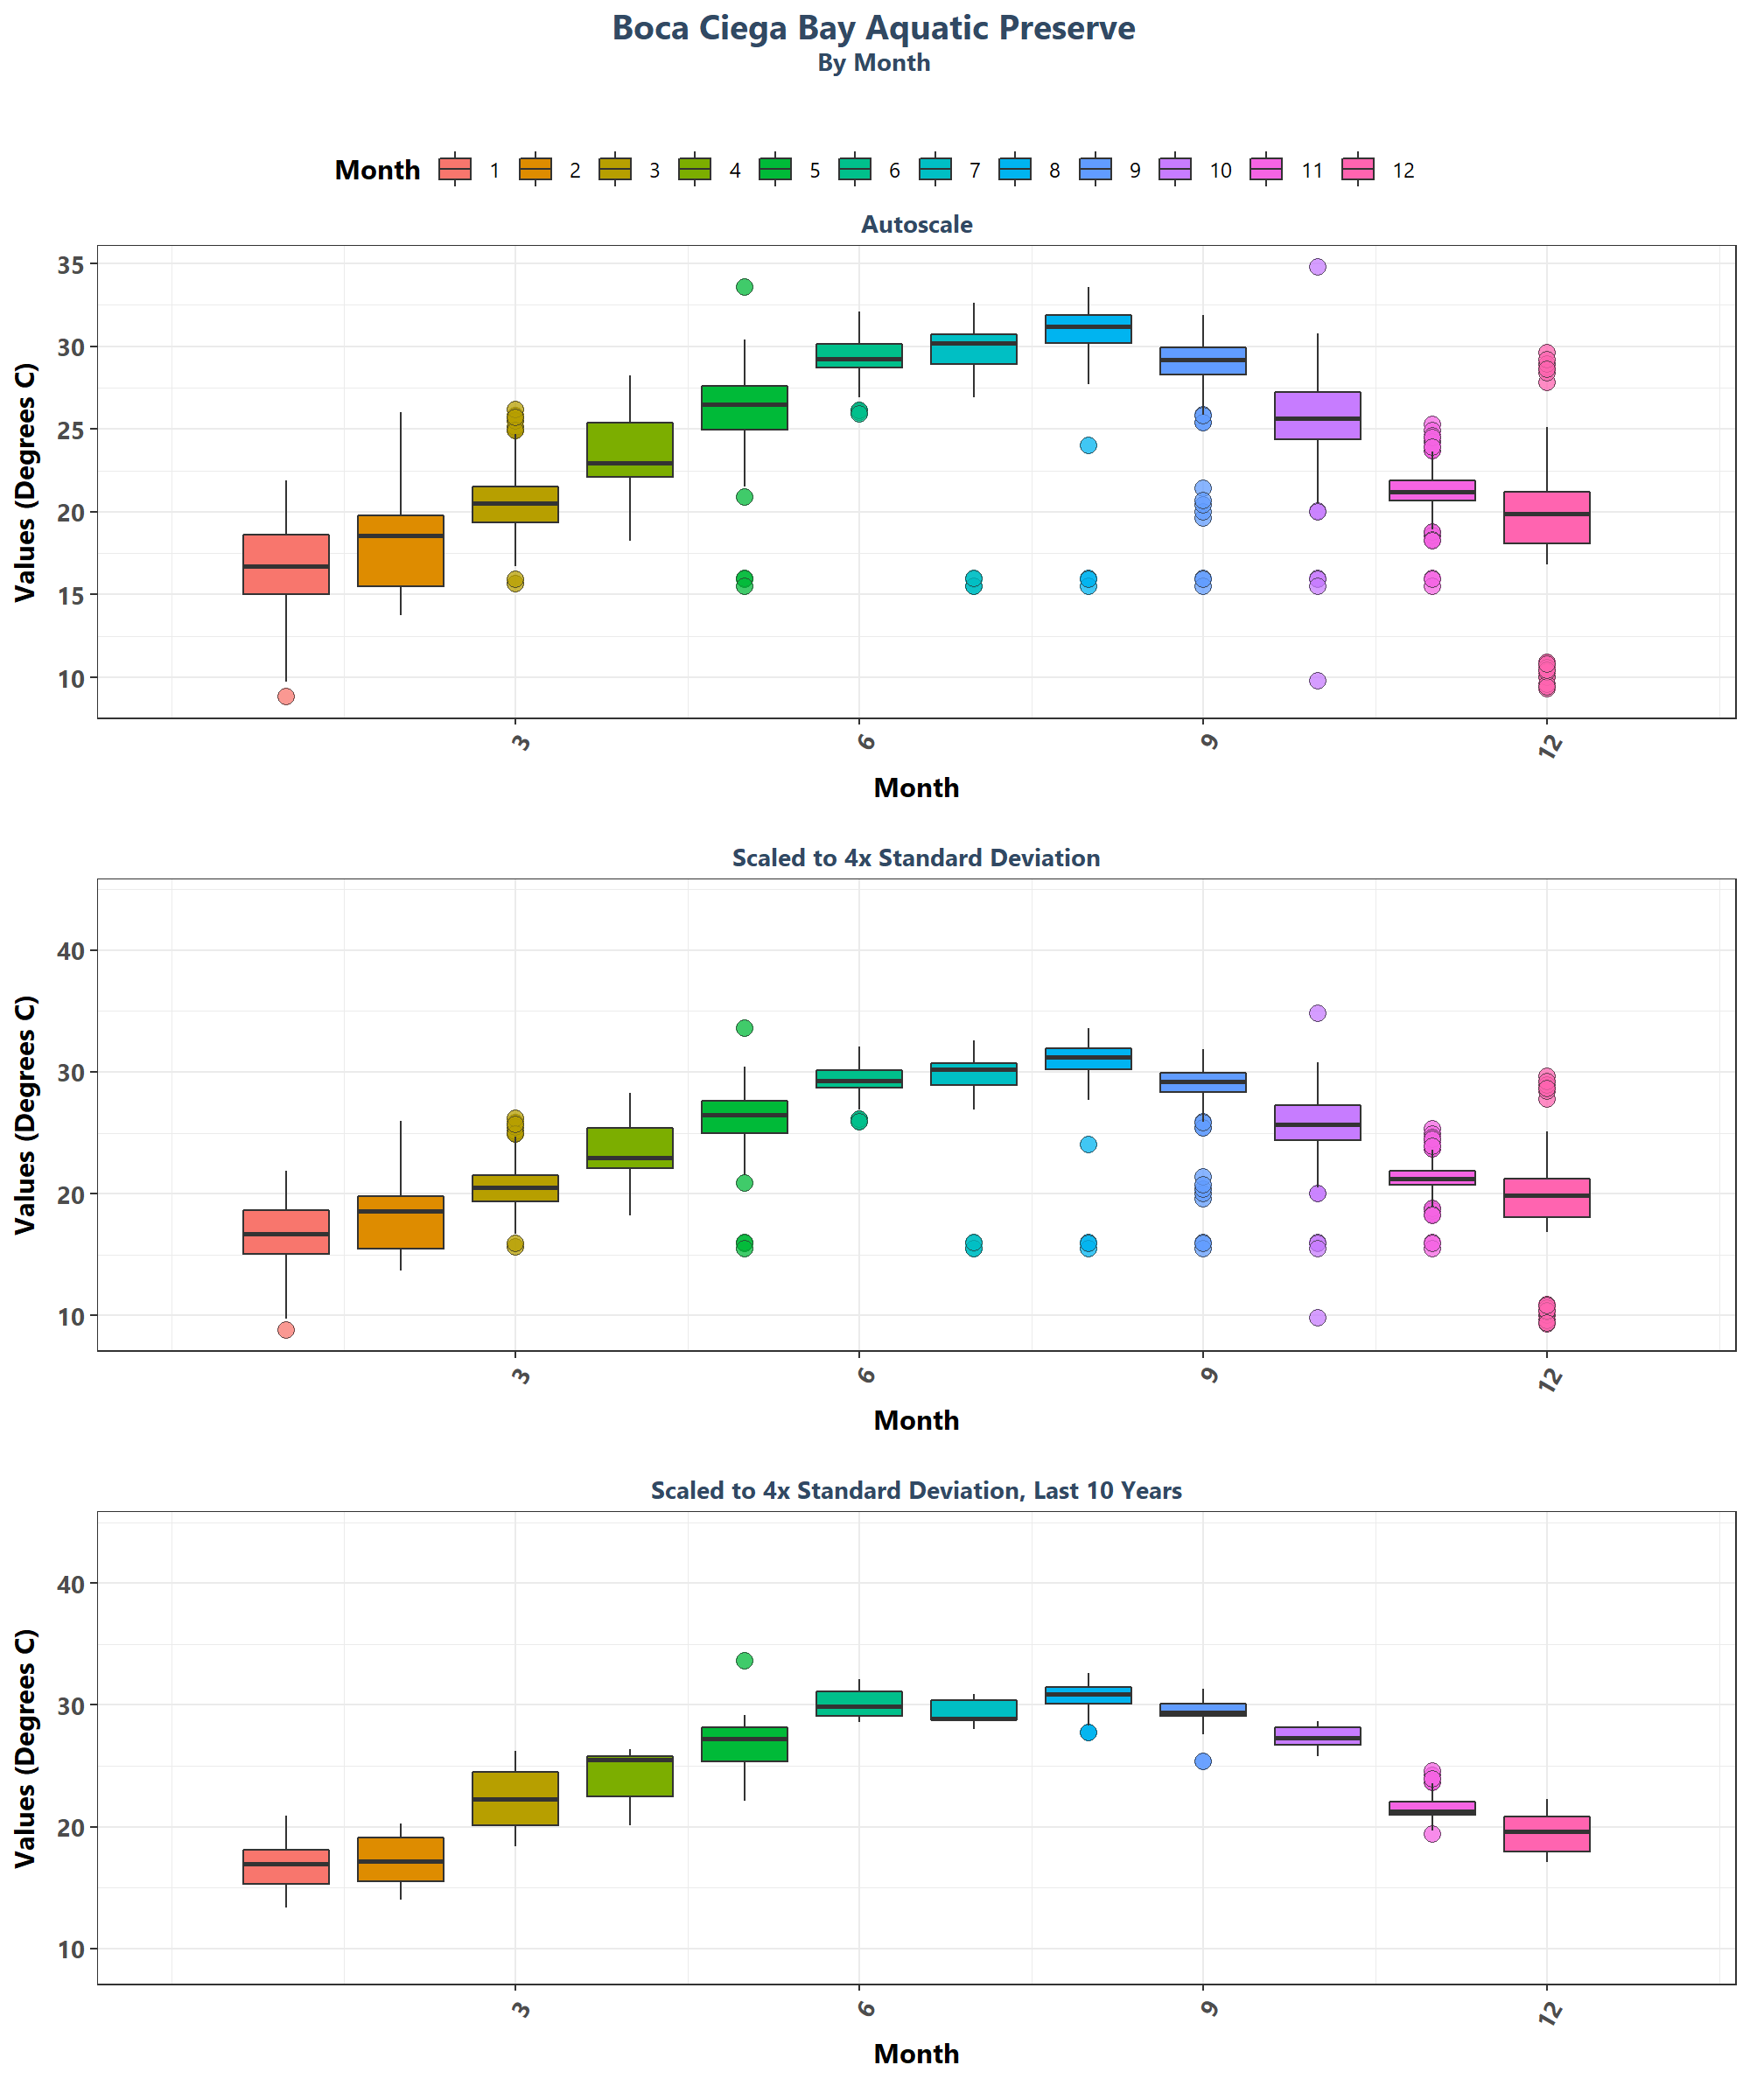 Boca Ciega Bay Aquatic Preserve
By Month
Month 1 2 3 4 5 6 7 8 9 10 11 12
Autoscale
Values (Degrees C)
35
30
25
20
15
10
3 6 9 12
Month
Scaled to 4x Standard Deviation
Values (Degrees C)
40
30
20
10
3 6 9 12
Month
Scaled to 4x Standard Deviation, Last 10 Years
Values (Degrees C)
40
30
20
10
3 6 9 12
Month